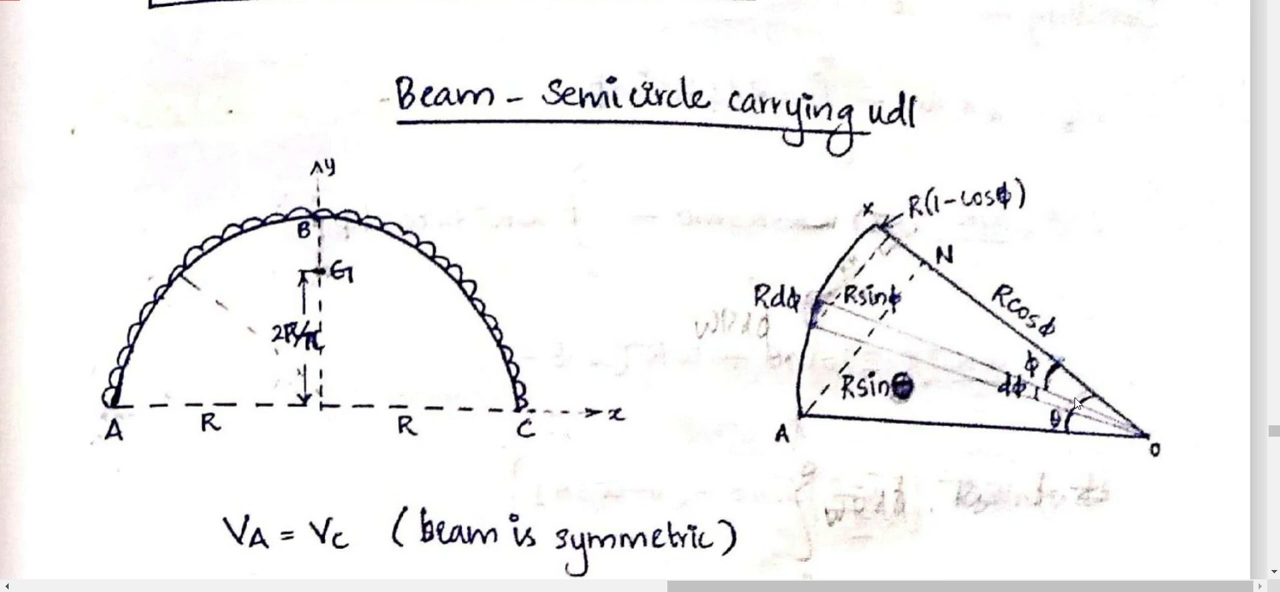 Beam - Semicircle carrying udl
y
B
G
2R/π
A
R
R
C
x
x
R(1-cosϕ)
N
Rdϕ
Rsinϕ
Rcosϕ
ϕ
dϕ
Rsinθ
θ
A
O
VA = VC (beam is symmetric)